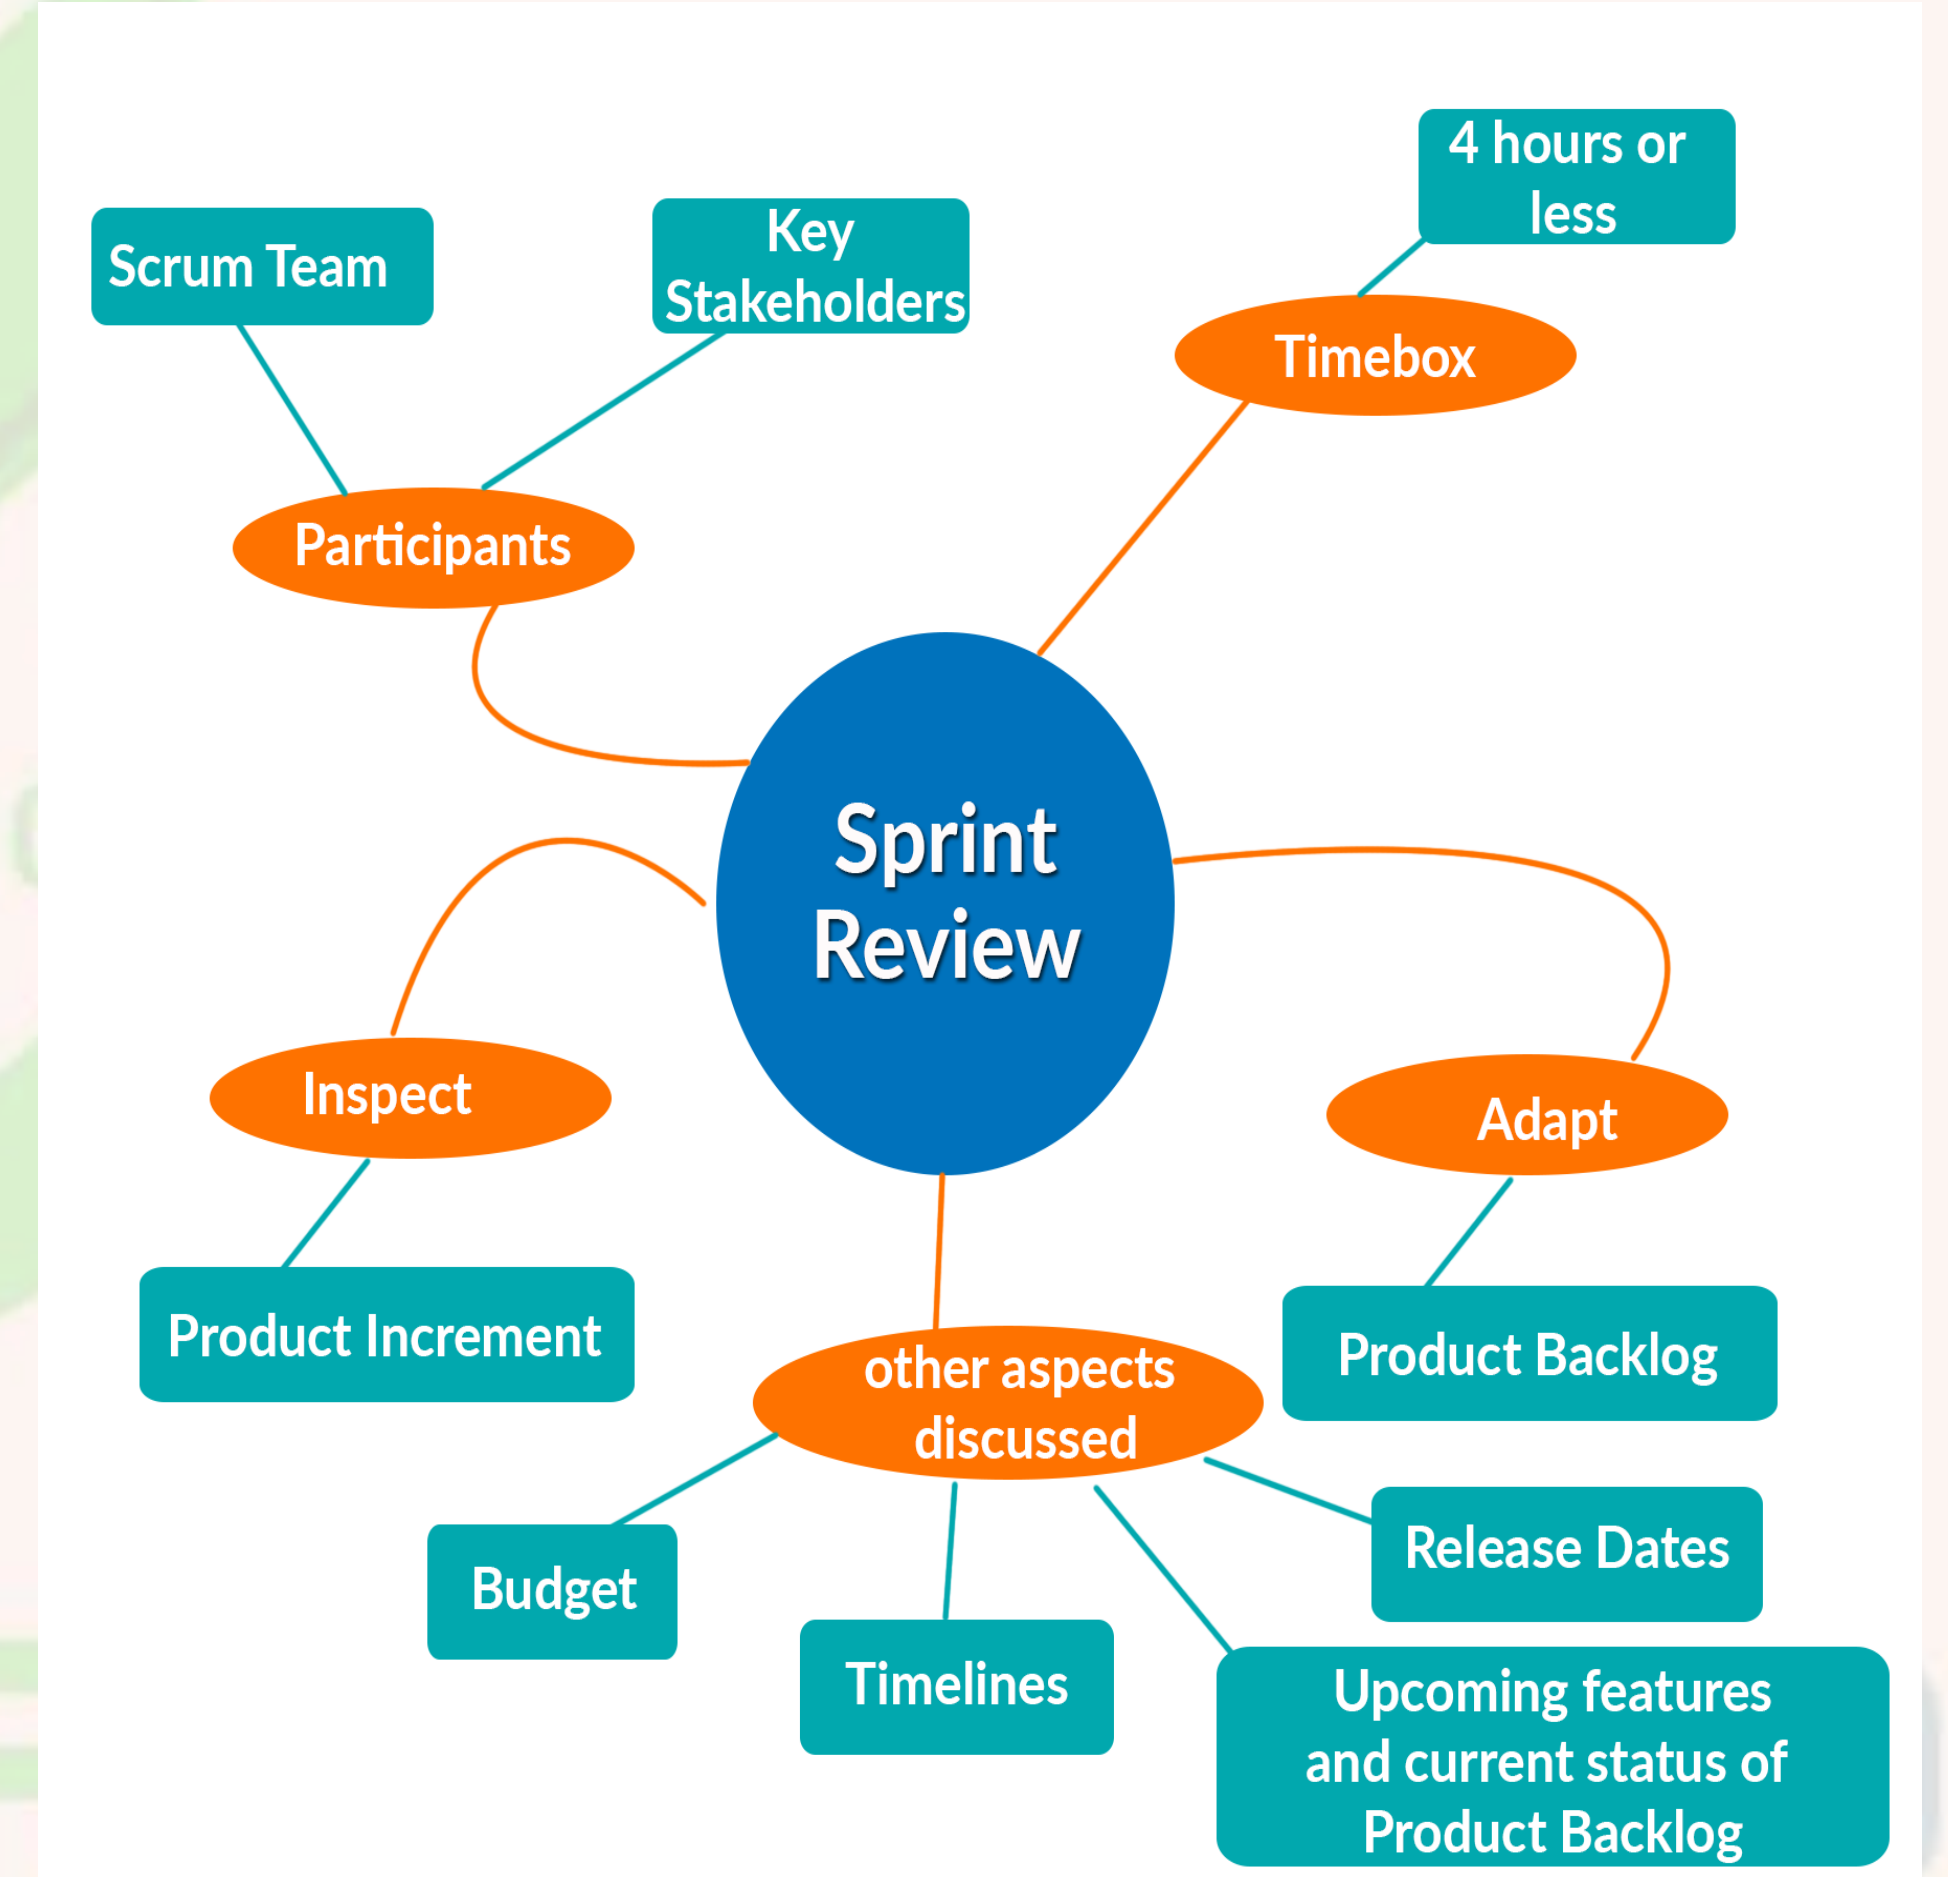 4 hours or
less
Scrum Team
Key
Stakeholders
Timebox
Participants
Sprint
Review
Inspect
Adapt
Product Increment
Product Backlog
other aspects
discussed
Budget
Timelines
Release Dates
Upcoming features
and current status of
Product Backlog